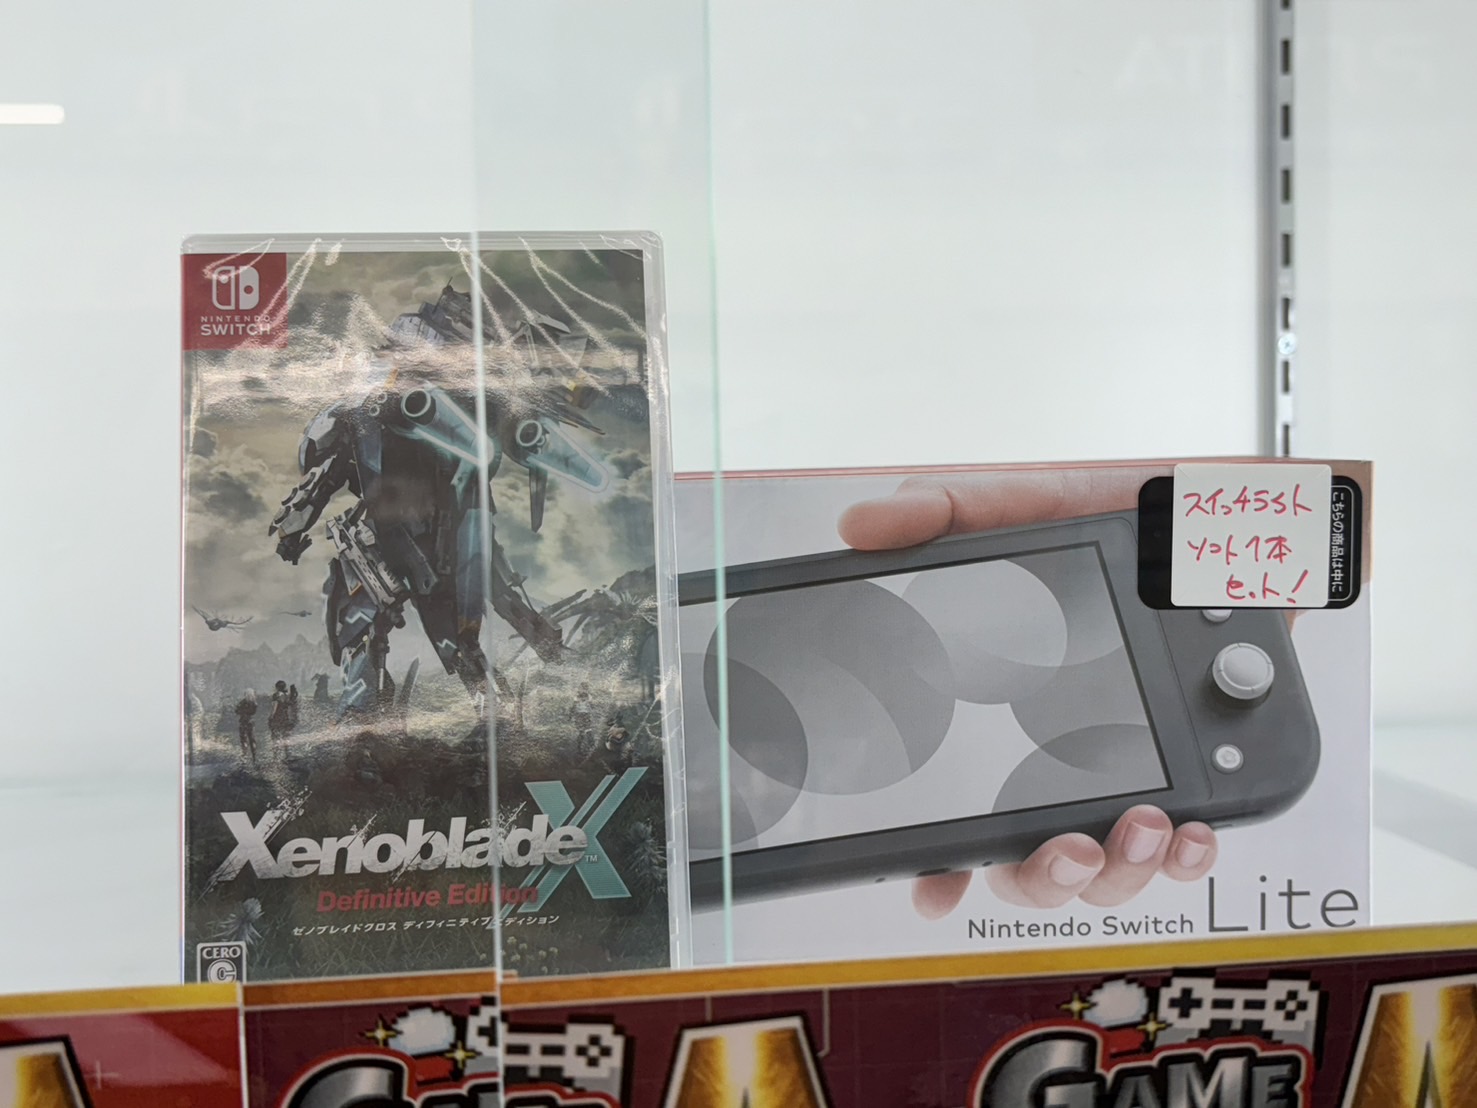 NINTENDO
SWITCH
Xenoblade X
TM
Definitive Edition
ゼノブレイドクロス ディフィニティブエディション
CERO
C
スイッチライト
ソフト1本
セット!
こちらの商品は中に
Nintendo Switch Lite
GAME